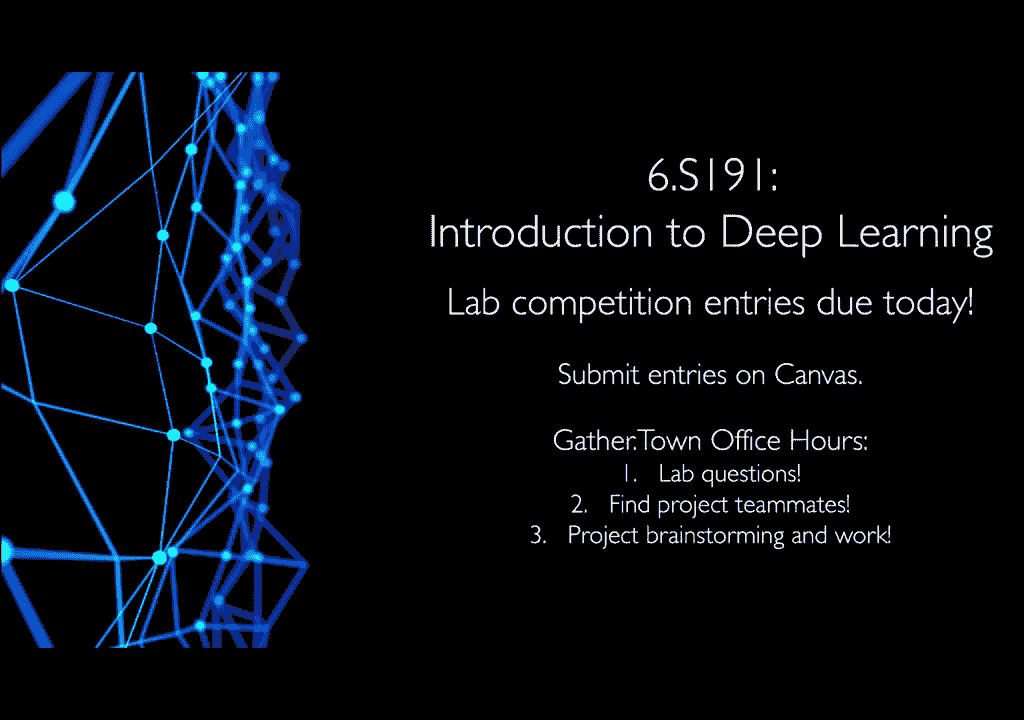 6.S191:
Introduction to Deep Learning
Lab competition entries due today!
Submit entries on Canvas.
Gather.Town Office Hours:
1. Lab questions!
2. Find project teammates!
3. Project brainstorming and work!